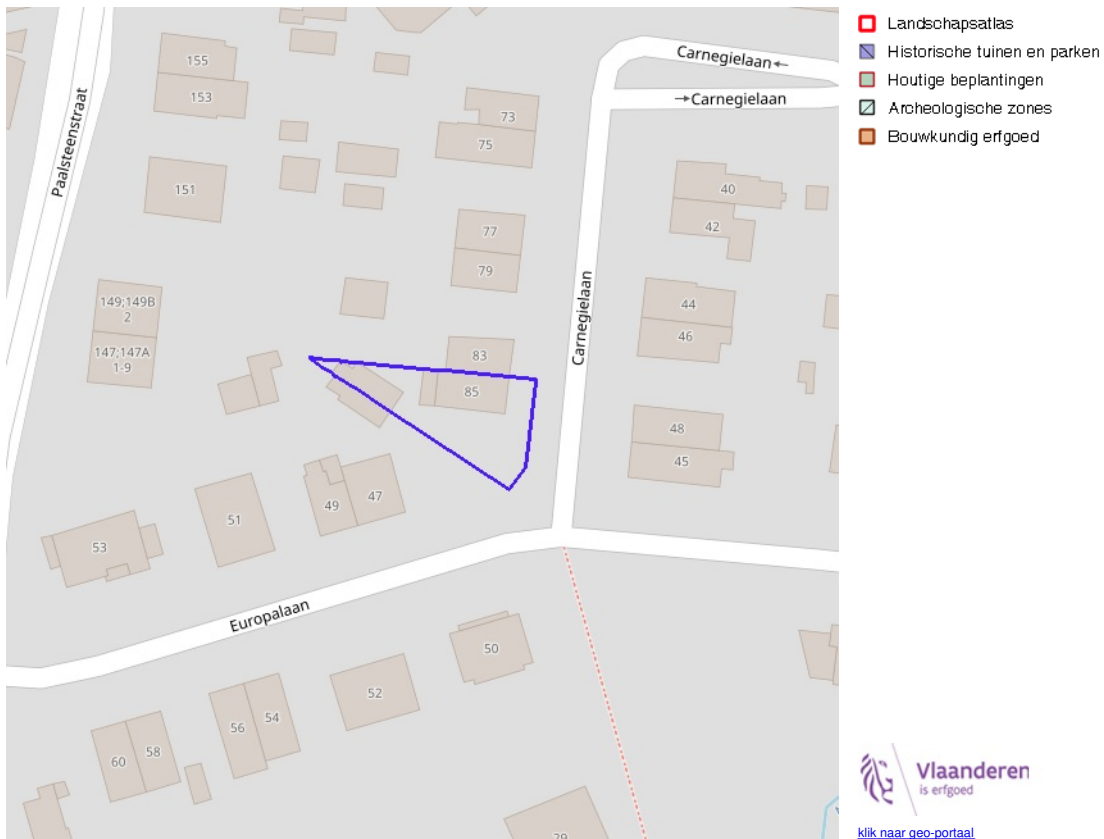 Carnegielaan←
→Carnegielaan
155
153
73
75
Paalsteenstraat
151
40
42
77
79
149;149B
2
44
46
Carnegielaan
147;147A
1-9
83
85
48
45
49
47
51
53
Europalaan
50
52
56
54
60
58
29
Landschapsatlas
Historische tuinen en parken
Houtige beplantingen
Archeologische zones
Bouwkundig erfgoed
Vlaanderen
is erfgoed
klik naar geo-portaal